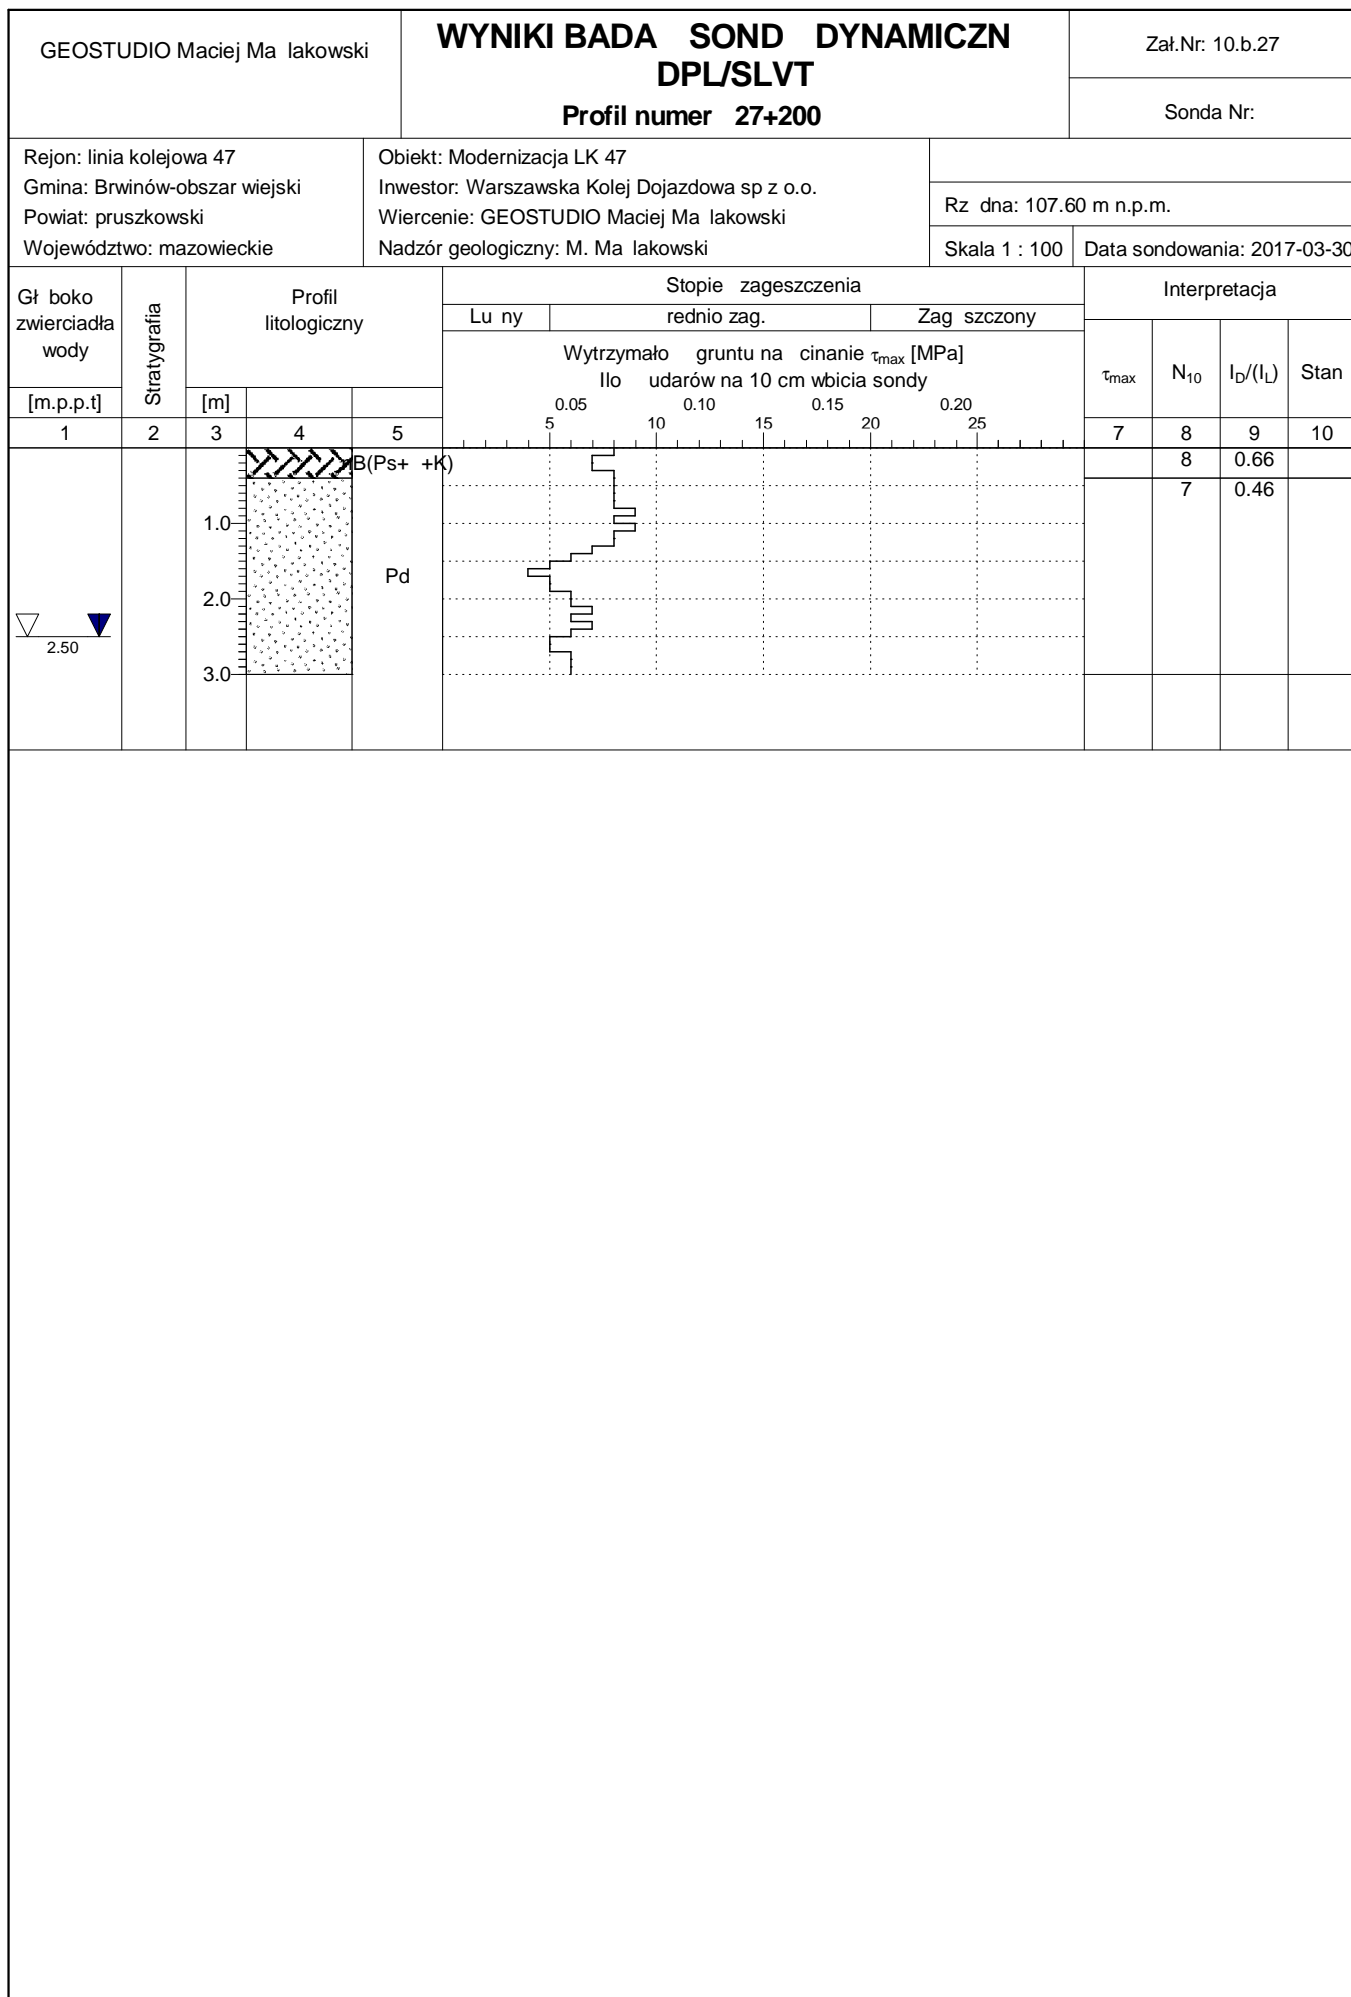 GEOSTUDIO Maciej Ma lakowski
WYNIKI BADA SOND DYNAMICZN
DPL/SLVT
Profil numer 27+200
Zał.Nr: 10.b.27
Sonda Nr:
Rejon: linia kolejowa 47
Gmina: Brwinów-obszar wiejski
Powiat: pruszkowski
Województwo: mazowieckie
Obiekt: Modernizacja LK 47
Inwestor: Warszawska Kolej Dojazdowa sp z o.o.
Wiercenie: GEOSTUDIO Maciej Ma lakowski
Nadzór geologiczny: M. Ma lakowski
Rz dna: 107.60 m n.p.m.
Skala 1 : 100
Data sondowania: 2017-03-30
Gł boko
zwierciadła
wody
[m.p.p.t]
Stratygrafia
Profil
litologiczny
[m]
Stopie zageszczenia
Lu ny
rednio zag.
Zag szczony
Wytrzymało gruntu na cinanie τmax [MPa]
Ilo udarów na 10 cm wbicia sondy
0.05 0.10 0.15 0.20
5 10 15 20 25
Interpretacja
τmax N10 ID/(IL) Stan
1 2 3 4 5 7 8 9 10
nB(Ps+ +K)
8 0.66
7 0.46
1.0
Pd
2.0
2.50
3.0